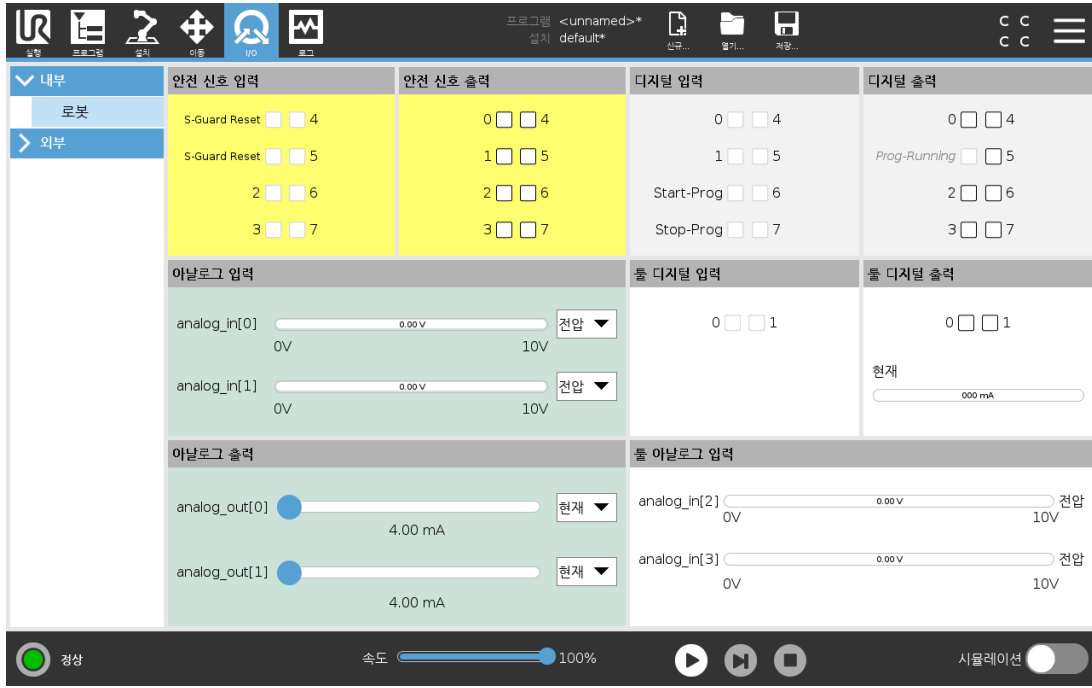 UR
실행
프로그램
설치
이동
I/O
로그
프로그램 <unnamed>*
설치 default*
신규...
열기...
저장...
C C
C C
내부
로봇
외부
안전 신호 입력
S-Guard Reset 4
S-Guard Reset 5
2 6
3 7
안전 신호 출력
0 4
1 5
2 6
3 7
디지털 입력
0 4
1 5
Start-Prog 6
Stop-Prog 7
디지털 출력
0 4
Prog-Running 5
2 6
3 7
아날로그 입력
analog_in[0] 0.00 V 전압
0V 10V
analog_in[1] 0.00 V 전압
0V 10V
툴 디지털 입력
0 1
툴 디지털 출력
0 1
현재
000 mA
아날로그 출력
analog_out[0] 현재
4.00 mA
analog_out[1] 현재
4.00 mA
툴 아날로그 입력
analog_in[2] 0.00 V 전압
0V 10V
analog_in[3] 0.00 V 전압
0V 10V
정상
속도 100%
시뮬레이션